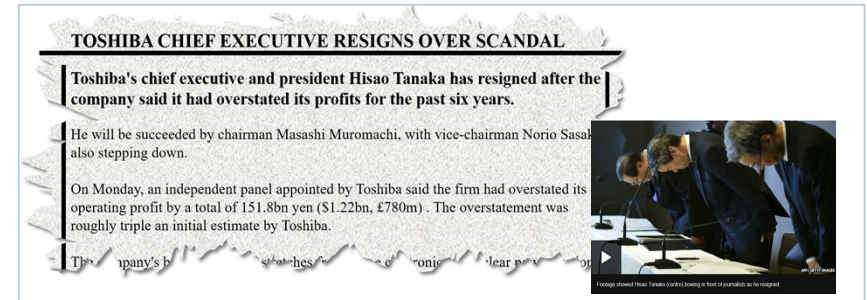 TOSHIBA CHIEF EXECUTIVE RESIGNS OVER SCANDAL
Toshiba's chief executive and president Hisao Tanaka has resigned after the
company said it had overstated its profits for the past six years.
He will be succeeded by chairman Masashi Muromachi, with vice-chairman Norio Sasak
also stepping down.
On Monday, an independent panel appointed by Toshiba said the firm had overstated its
operating profit by a total of 151.8bn yen ($1.22bn, £780m) . The overstatement was
roughly triple an initial estimate by Toshiba.
AFP/GETTY IMAGES
Footage showed Hisao Tanaka (centre) bowing in front of journalists as he resigned